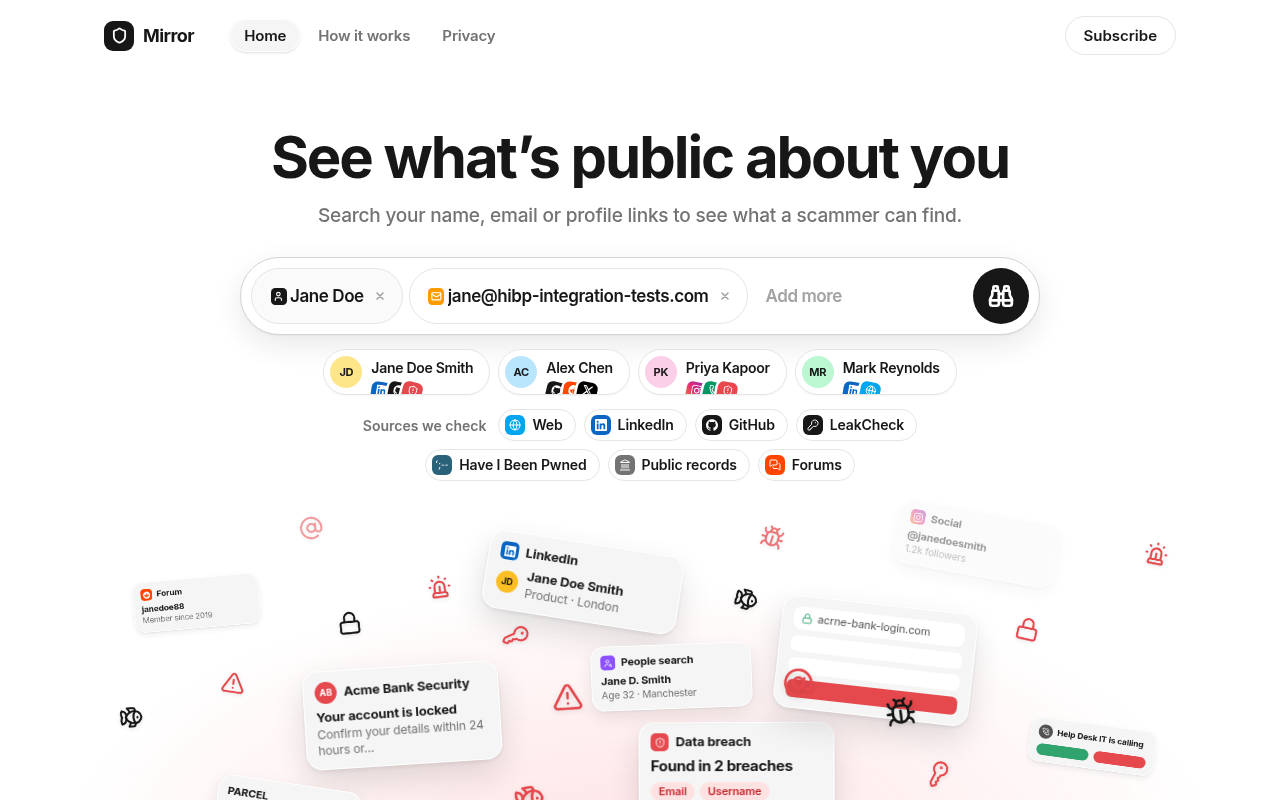 Mirror
Home
How it works
Privacy
Subscribe
See what’s public about you
Search your name, email or profile links to see what a scammer can find.
Jane Doe
jane@hibp-integration-tests.com
Add more
JD
Jane Doe Smith
AC
Alex Chen
PK
Priya Kapoor
MR
Mark Reynolds
Sources we check
Web
LinkedIn
GitHub
LeakCheck
Have I Been Pwned
Public records
Forums
Social
@janedoesmith
1.2k followers
LinkedIn
JD
Jane Doe Smith
Product · London
Forum
janedoe88
Member since 2019
acrne-bank-login.com
People search
Jane D. Smith
Age 32 · Manchester
AB
Acme Bank Security
Your account is locked
Confirm your details within 24
hours or...
Data breach
Found in 2 breaches
Email
Username
Help Desk IT is calling
PARCEL